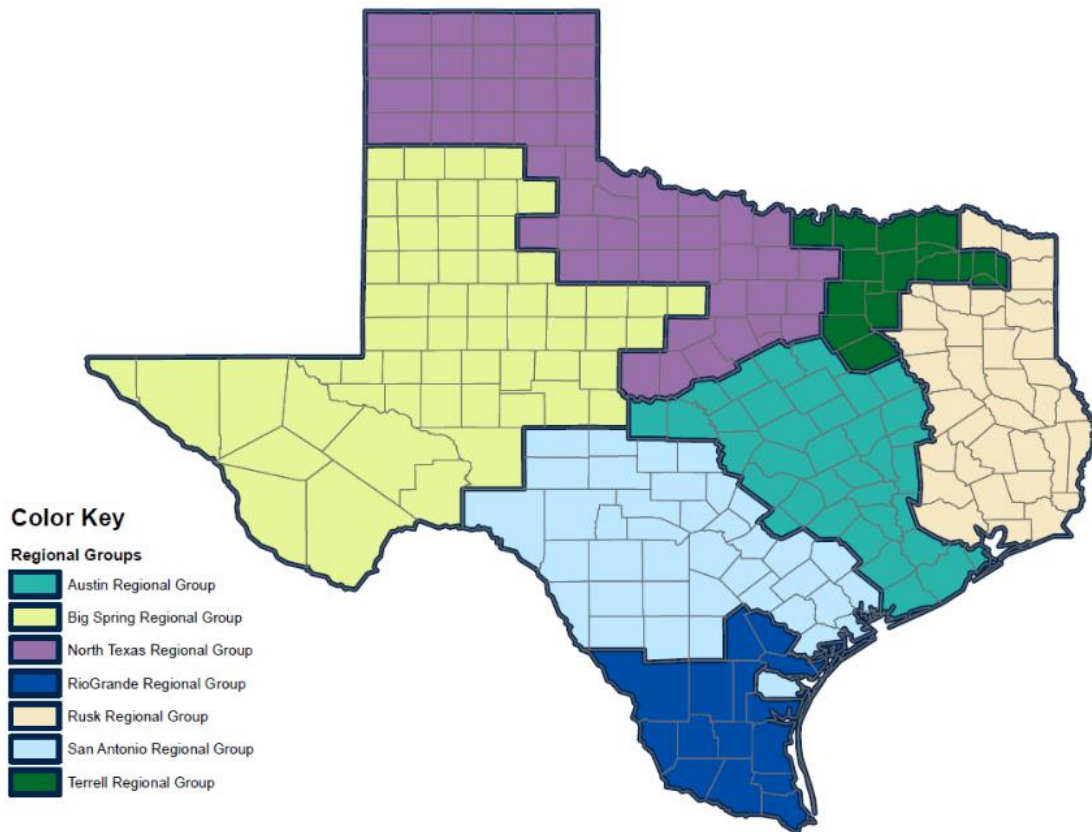 Color Key
Regional Groups
Austin Regional Group
Big Spring Regional Group
North Texas Regional Group
RioGrande Regional Group
Rusk Regional Group
San Antonio Regional Group
Terrell Regional Group